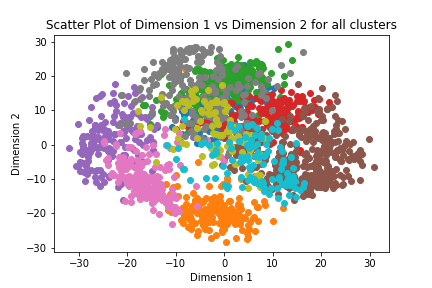 Scatter Plot of Dimension 1 vs Dimension 2 for all clusters
30
20
10
0
−10
−20
−30
Dimension 2
−30 −20 −10 0 10 20 30
Dimension 1